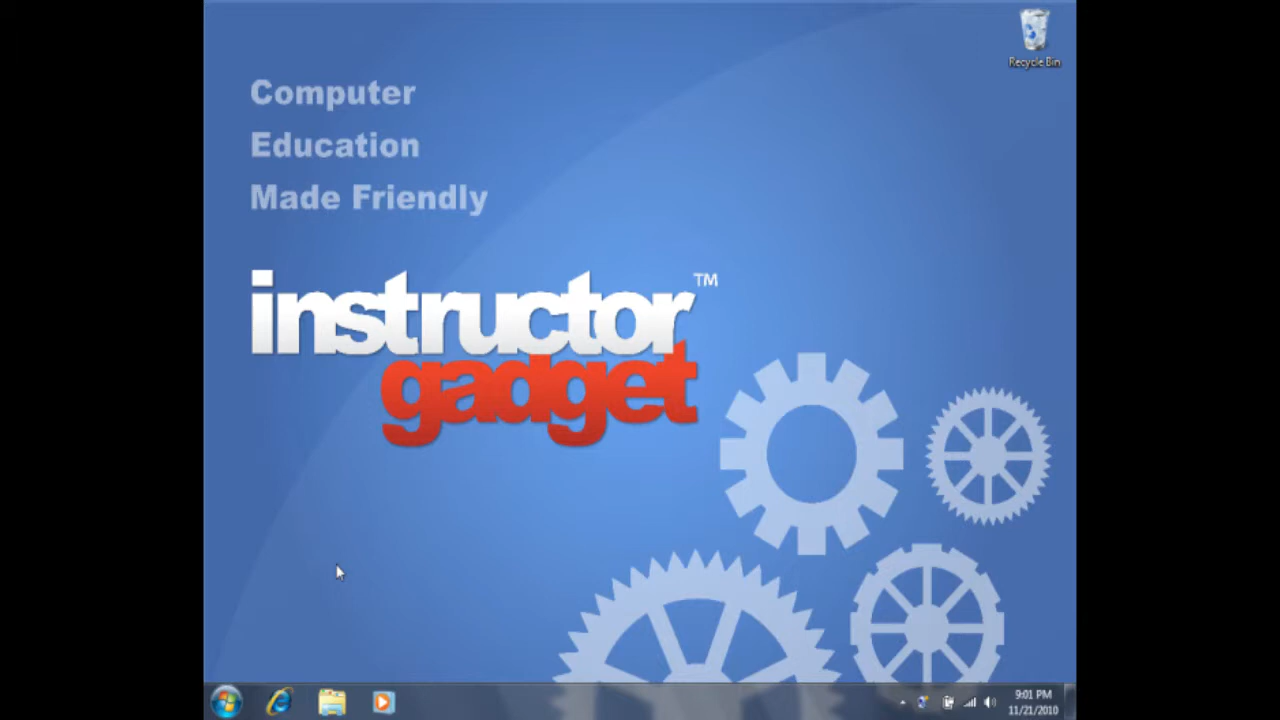 Recycle Bin
Computer
Education
Made Friendly
instructor™
gadget
9:01 PM
11/21/2010